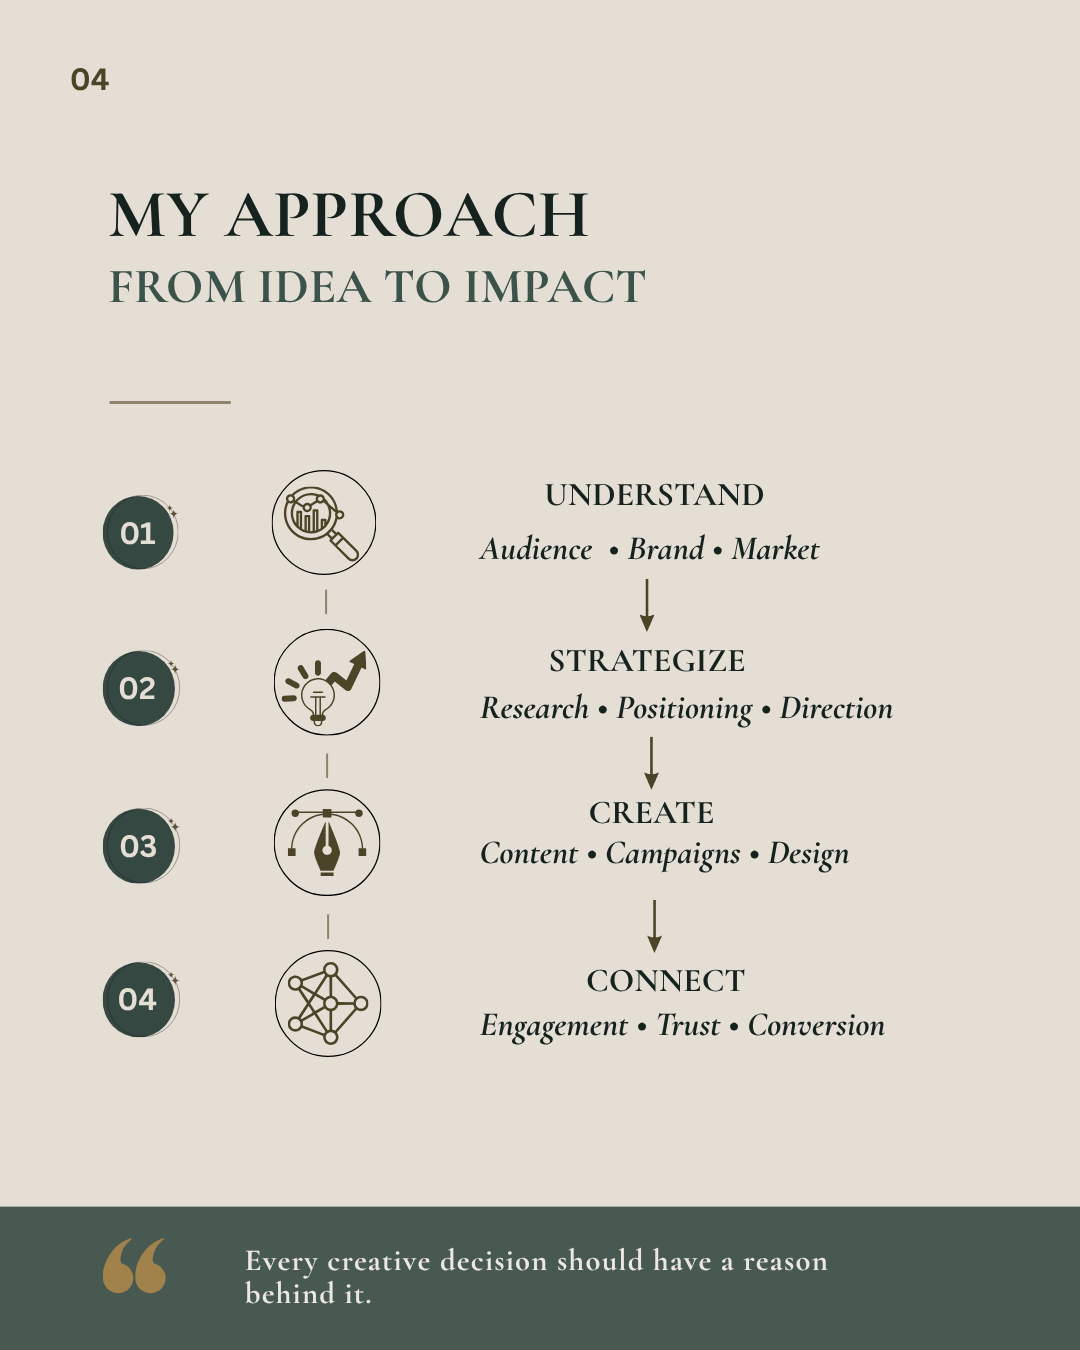 04
MY APPROACH
FROM IDEA TO IMPACT
01
UNDERSTAND
Audience • Brand • Market
02
STRATEGIZE
Research • Positioning • Direction
03
CREATE
Content • Campaigns • Design
04
CONNECT
Engagement • Trust • Conversion
“
Every creative decision should have a reason
behind it.